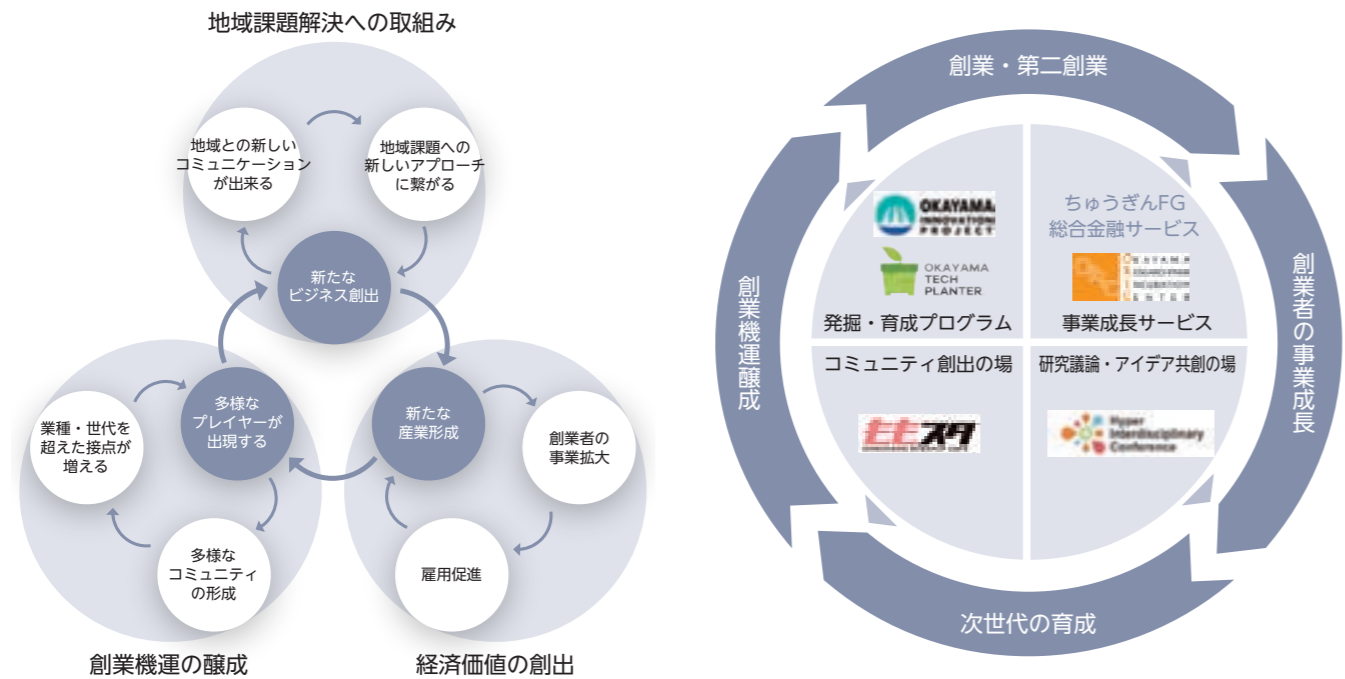 地域課題解決への取組み
地域との新しい
コミュニケーション
が出来る
地域課題への
新しいアプローチ
に繋がる
新たな
ビジネス創出
業種・世代を
超えた接点が
増える
多様な
プレイヤーが
出現する
多様な
コミュニティ
の形成
新たな
産業形成
創業者の
事業拡大
雇用促進
創業機運の醸成
経済価値の創出
創業・第二創業
創業機運醸成
創業者の事業成長
次世代の育成
OKAYAMA
INNOVATION
PROJECT
OKAYAMA
TECH
PLANTER
発掘・育成プログラム
ちゅうぎんFG
総合金融サービス
事業成長サービス
コミュニティ創出の場
ももスタ
研究議論・アイデア共創の場
Hyper
Interdisciplinary
Conference